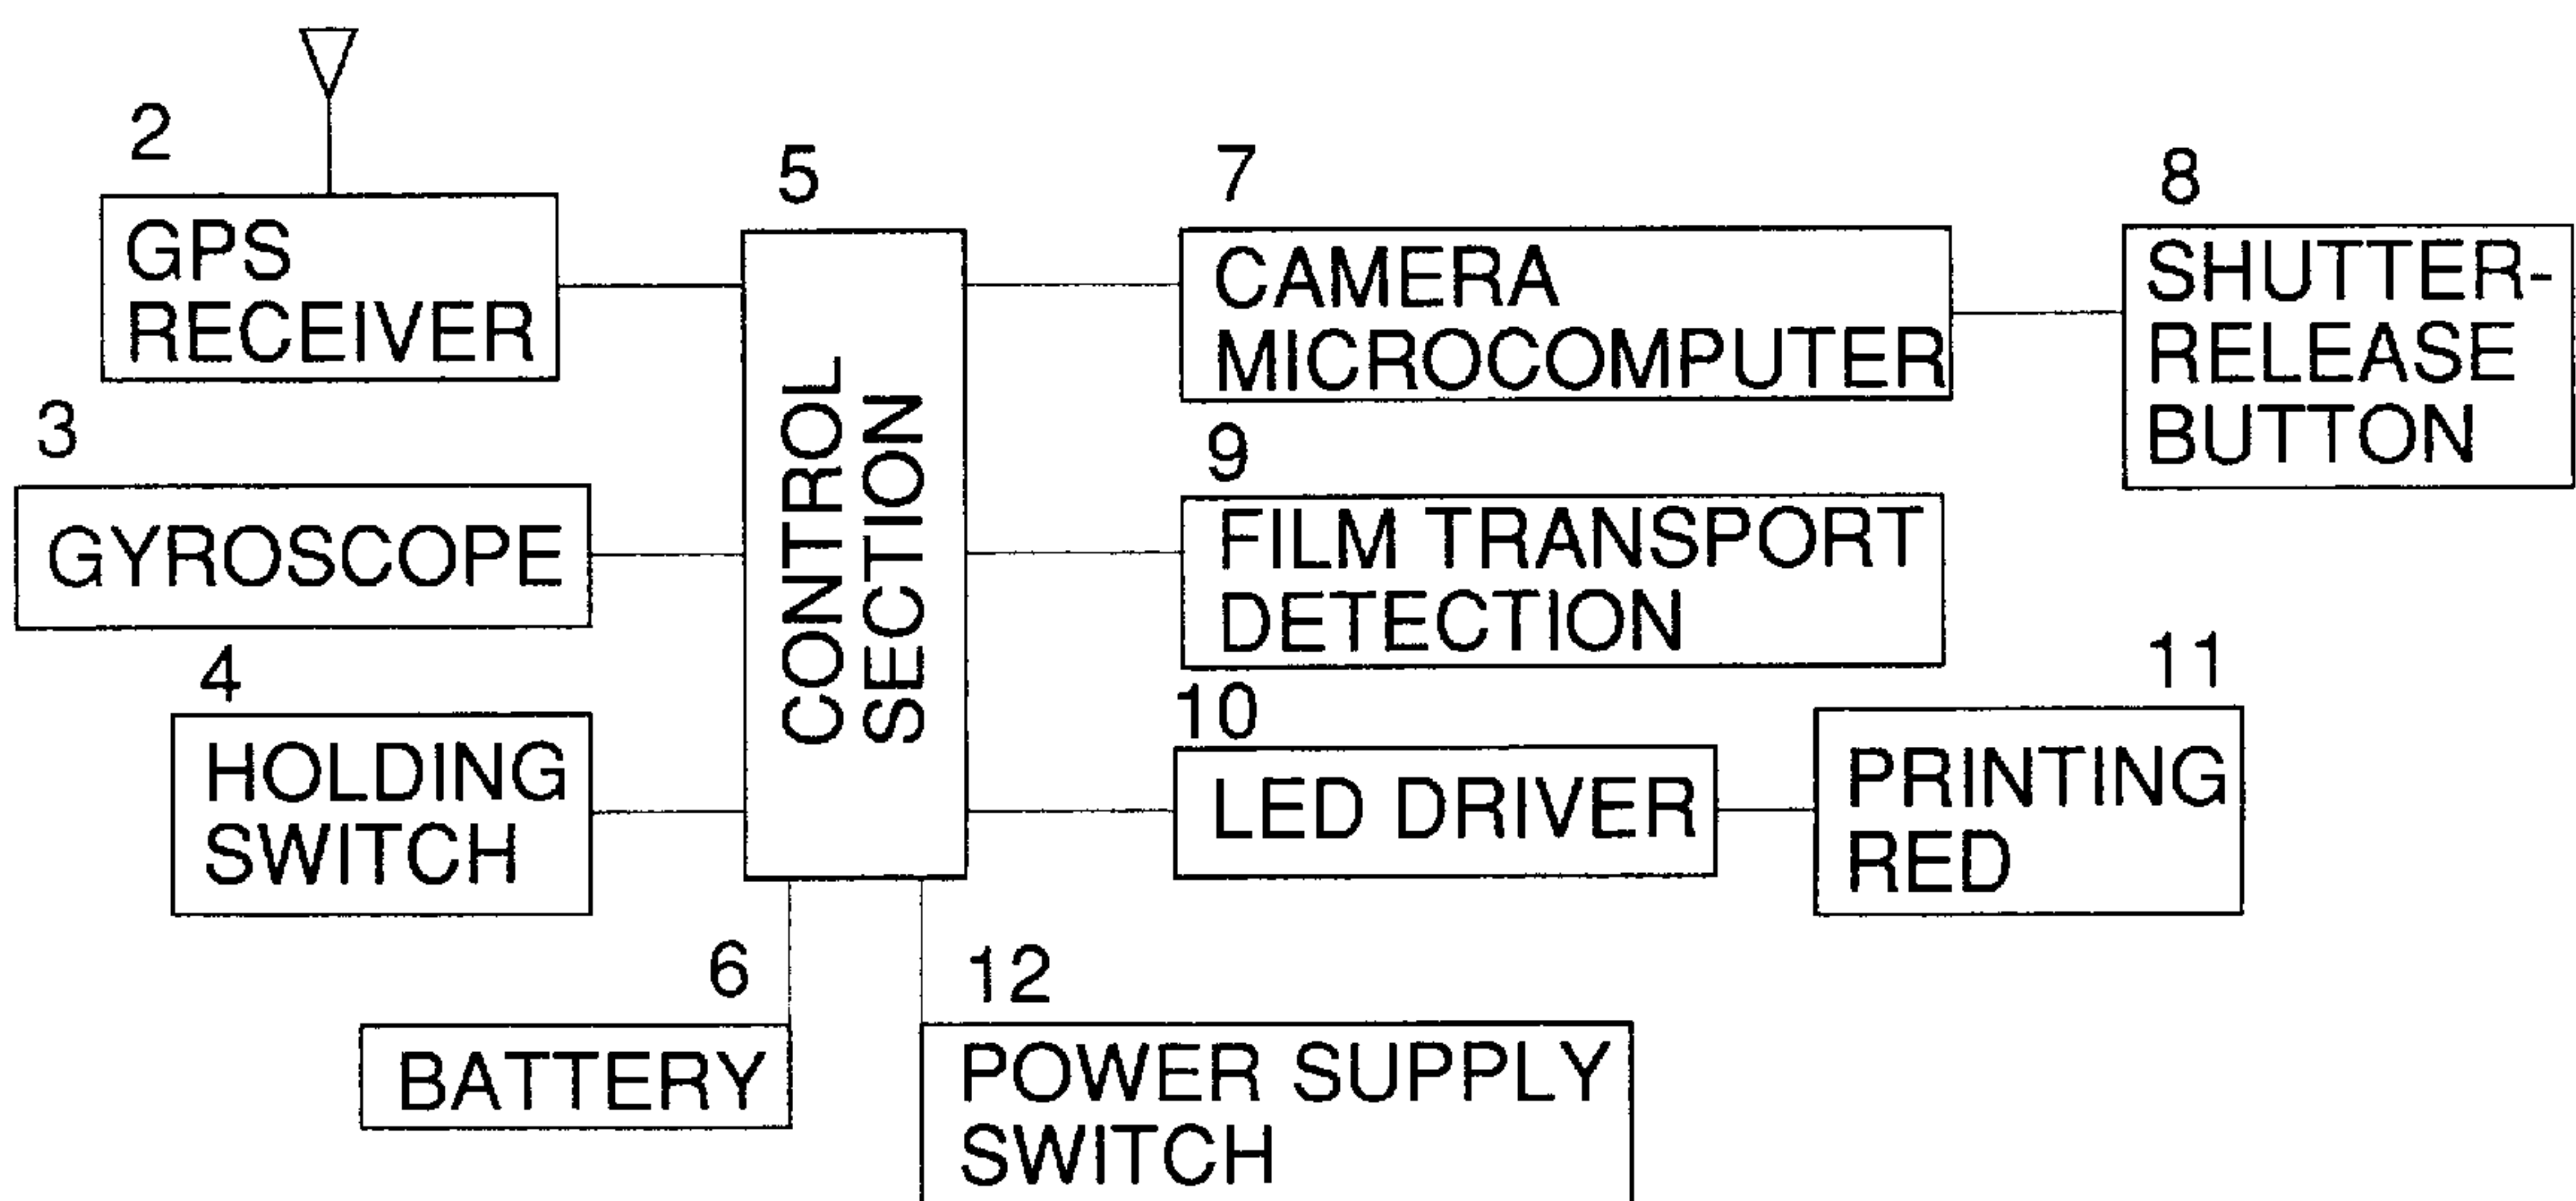 2
GPS
RECEIVER
3
GYROSCOPE
4
HOLDING
SWITCH
5
CONTROL
SECTION
6
BATTERY
12
POWER SUPPLY
SWITCH
7
CAMERA
MICROCOMPUTER
8
SHUTTER-
RELEASE
BUTTON
9
FILM TRANSPORT
DETECTION
10
LED DRIVER
11
PRINTING
RED